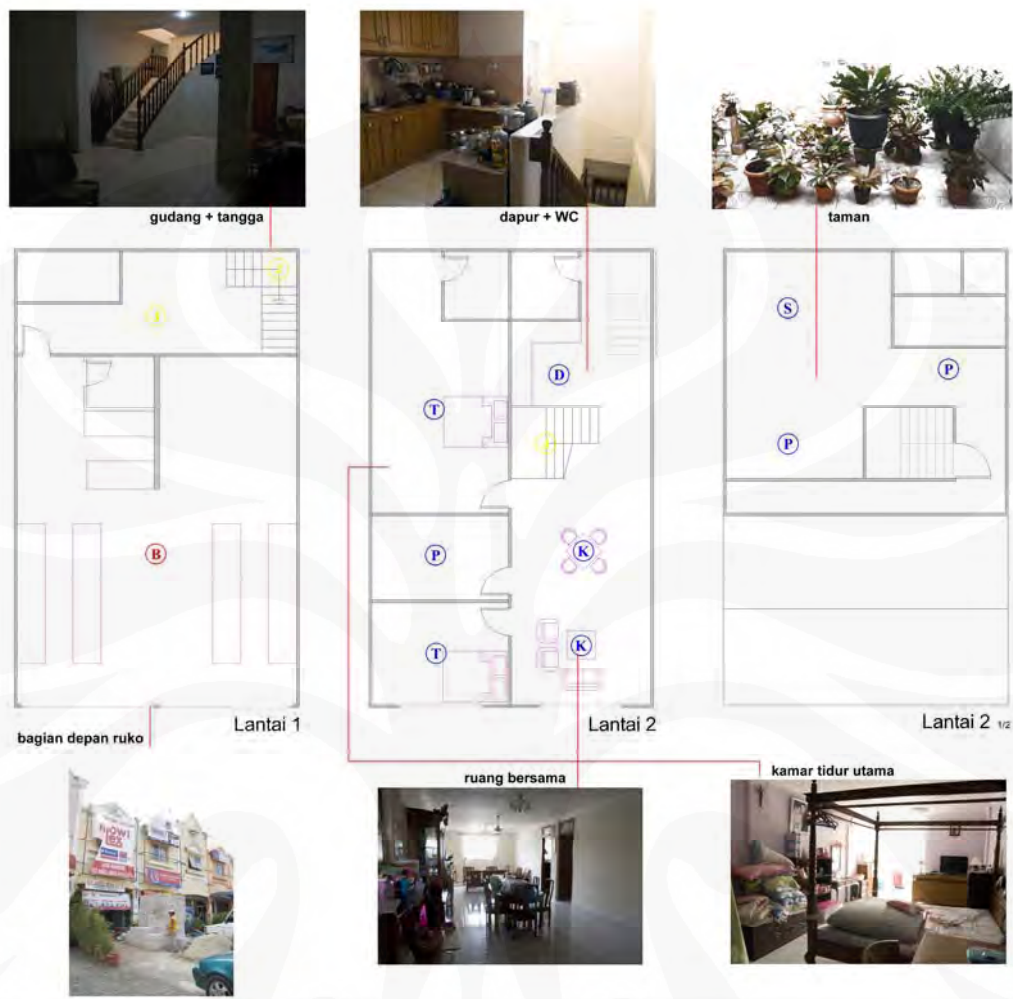 gudang + tangga
dapur + WC
taman
S
D
P
T
P
B
P
K
T
K
Lantai 1
Lantai 2
Lantai 2 1/2
bagian depan ruko
ruang bersama
kamar tidur utama